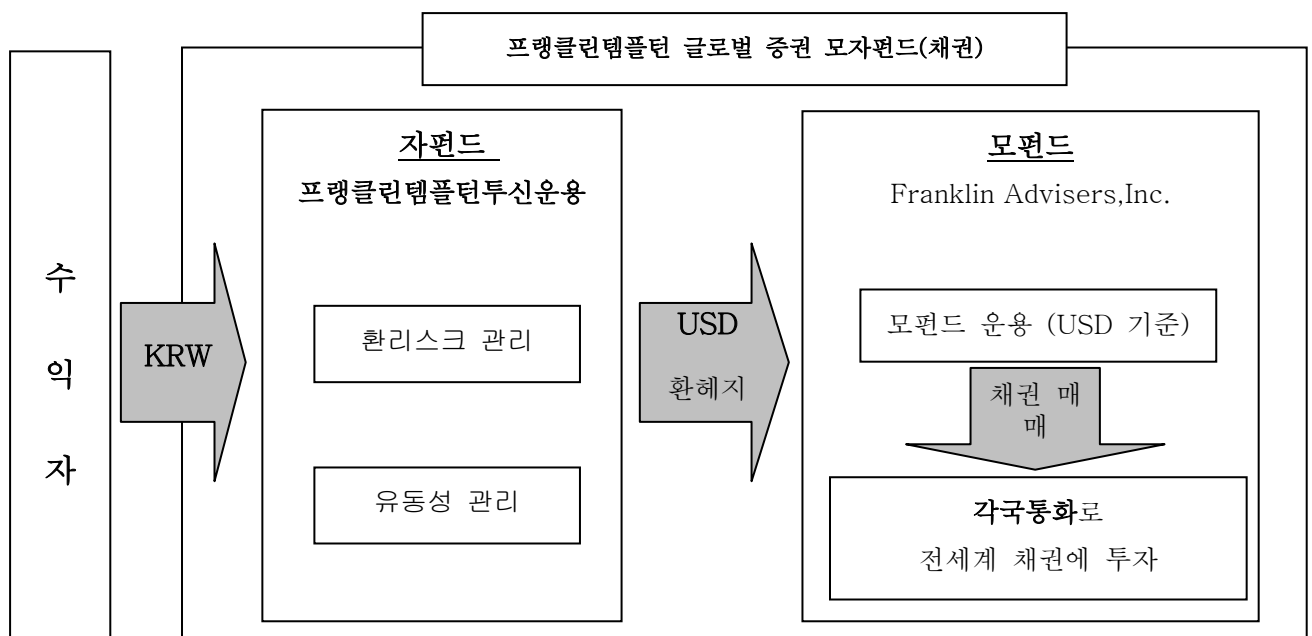 프랭클린템플턴 글로벌 증권 모자펀드(채권)
수
익
자
KRW
자펀드
프랭클린템플턴투신운용
환리스크 관리
유동성 관리
USD
환헤지
모펀드
Franklin Advisers,Inc.
모펀드 운용 (USD 기준)
채권 매
매
각국통화로
전세계 채권에 투자